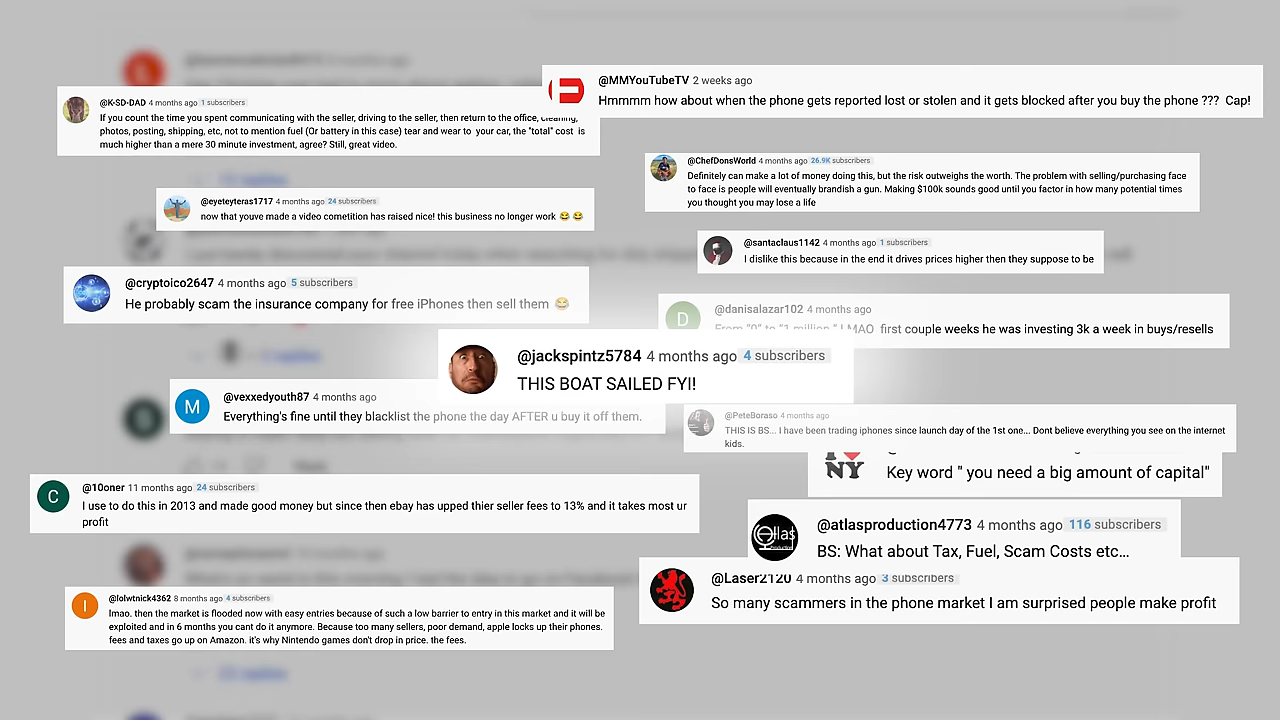 @MMYouTubeTV 2 weeks ago
Hmmmm how about when the phone gets reported lost or stolen and it gets blocked after you buy the phone ??? Cap!
@K-SD-DAD 4 months ago 1 subscribers
If you count the time you spent communicating with the seller, driving to the seller, then return to the office, cleaning,
photos, posting, shipping, etc, not to mention fuel (Or battery in this case) tear and wear to your car, the "total" cost is
much higher than a mere 30 minute investment, agree? Still, great video.
@ChefDonsWorld 4 months ago 26.9K subscribers
Definitely can make a lot of money doing this, but the risk outweighs the worth. The problem with selling/purchasing face
to face is people will eventually brandish a gun. Making $100k sounds good until you factor in how many potential times
you thought you may lose a life
@eyeteyteras1717 4 months ago 24 subscribers
now that youve made a video cometition has raised nice! this business no longer work 😂 😂
@santaclaus1142 4 months ago 1 subscribers
I dislike this because in the end it drives prices higher then they suppose to be
@cryptoico2647 4 months ago 5 subscribers
He probably scam the insurance company for free iPhones then sell them 😂
D
@danisalazar102 4 months ago
From "0" to "1 million " LMAO first couple weeks he was investing 3k a week in buys/resells
@jackspintz5784 4 months ago 4 subscribers
THIS BOAT SAILED FYI!
M
@vexxedyouth87 4 months ago
Everything's fine until they blacklist the phone the day AFTER u buy it off them.
@PeteBoraso 4 months ago
THIS IS BS... I have been trading iphones since launch day of the 1st one... Dont believe everything you see on the internet
kids.
I ❤ NY
Key word " you need a big amount of capital"
C
@10oner 11 months ago 24 subscribers
I use to do this in 2013 and made good money but since then ebay has upped thier seller fees to 13% and it takes most ur
profit
@atlasproduction4773 4 months ago 116 subscribers
BS: What about Tax, Fuel, Scam Costs etc...
@Laser2120 4 months ago 3 subscribers
So many scammers in the phone market I am surprised people make profit
I
@lolwtnick4362 8 months ago 4 subscribers
lmao. then the market is flooded now with easy entries because of such a low barrier to entry in this market and it will be
exploited and in 6 months you cant do it anymore. Because too many sellers, poor demand, apple locks up their phones.
fees and taxes go up on Amazon. it's why Nintendo games don't drop in price. the fees.